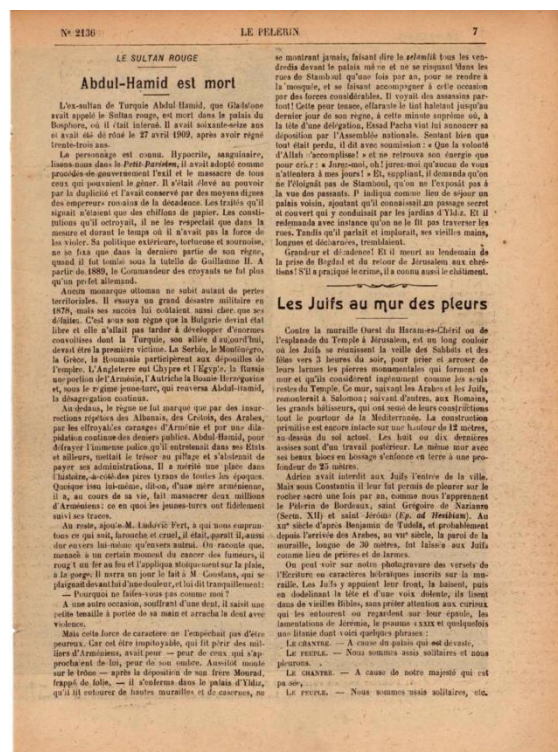 N° 2136
LE PELERIN
7
LE SULTAN ROUGE
Abdul-Hamid est mort
L'ex-sultan de Turquie Abdul-Hamid, que Gladstone
avait appelé le Sultan rouge, est mort dans le palais du
Bosphore, où il était interné. Il avait soixante-seize ans
et avait été détrôné le 27 avril 1909, après avoir régné
trente-trois ans.
Le personnage est connu. Hypocrite, sanguinaire,
lisons-nous dans le Petit-Parisien, il avait adopté comme
procédés de gouvernement l'exil et le massacre de tous
ceux qui pouvaient le gêner. Il s'était élevé au pouvoir
par la duplicité et l'avait conservé par des moyens dignes
des empereurs romains de la décadence. Les traités qu'il
signait n'étaient que des chiffons de papier. Les consti-
tutions qu'il octroyait, il ne les respectait que dans la
mesure et durant le temps où il n'avait pas la force de
les violer. Sa politique extérieure, tortueuse et sournoise,
ne se fixa que dans la dernière partie de son règne,
quand il fut tombé sous la tutelle de Guillaume II. A
partir de 1889, le Commandeur des croyants ne fut plus
qu'un préfet allemand.
Aucun monarque ottoman ne subit autant de pertes
territoriales. Il essuya un grand désastre militaire en
1878, mais ses succès lui coûtaient aussi cher que ses
défaites. C'est sous son règne que la Bulgarie devint état
libre et elle n'allait pas tarder à développer d'énormes
convoitises dont la Turquie, son alliée d'aujourd'hui,
devait être la première victime. La Serbie, le Monténégro,
la Grèce, la Roumanie participèrent aux dépouilles de
l'empire. L'Angleterre eut Chypre et l'Egypte, la Russie
une portion de l'Arménie, l'Autriche la Bosnie-Herzégovine
et, sous le régime jeune-turc, qui renversa Abdul-Hamid,
la désagrégation continua.
Au dedans, le règne ne fut marqué que par des insur-
rections répétées des Albanais, des Crétois, des Arabes,
par les effroyables carnages d'Arménie et par une dila-
pidation continue des deniers publics. Abdul-Hamid, pour
défrayer l'immense police qu'il entretenait dans ses Etats
et ailleurs, mettait le trésor au pillage et s'abstenait de
payer ses administrations. Il a mérité une place dans
l'histoire, à côté des pires tyrans de toutes les époques.
Quoique issu lui-même, dit-on, d'une mère arménienne,
il a, au cours de sa vie, fait massacrer deux millions
d'Arméniens : ce en quoi les jeunes-turcs ont fidèlement
suivi ses traces.
Au reste, ajoute M. Ludovic Fert, à qui nous emprun-
tons ce qui suit, farouche et cruel, il était, paraît il, aussi
dur envers lui-même qu'envers autrui. On raconte que,
menacé à un certain moment du cancer des fumeurs, il
rougit un fer au feu et l'appliqua stoïquement sur la plaie,
à la gorge. Il narra un jour le fait à M. Constans, qui se
plaignait devant lui d'une douleur, et lui dit tranquillement :
— Pourquoi ne faites-vous pas comme moi ?
A une autre occasion, souffrant d'une dent, il saisit une
petite tenaille à portée de sa main et arracha la dent avec
violence.
Mais cette force de caractère ne l'empêchait pas d'être
peureux. Car cet être impitoyable, qui fit périr des mil-
liers d'Arméniens, avait peur — peur de ceux qui s'ap-
prochaient de lui, peur de son ombre. Aussitôt monté
sur le trône — après la déposition de son frère Mourad,
frappé de folie, — il s'enferma dans le palais d'Yldiz,
qu'il fit entourer de hautes murailles et de casernes, ne
se montrant jamais, faisant dire le selamlik tous les ven-
dredis devant le palais même et ne se risquant dans les
rues de Stamboul qu'une fois par an, pour se rendre à
la mosquée, et se faisant accompagner à cette occasion
par des forces considérables. Il voyait des assassins par-
tout ! Cette peur tenace, effarante le tint haletant jusqu'au
dernier jour de son règne, à cette minute suprême où, à
la tête d'une délégation, Essad Pacha vint lui annoncer sa
déposition par l'Assemblée nationale. Sentant bien que
tout était perdu, il dit avec soumission : « Que la volonté
d'Allah s'accomplisse ! » et ne retrouva son énergie que
pour crier : « Jurez-moi, oh ! jurez-moi qu'aucun de vous
n'attentera à mes jours ! » Et, suppliant, il demanda qu'on
ne l'éloignât pas de Stamboul, qu'on ne l'exposât pas à
la vue des passants. Il indiqua comme lieu de séjour un
palais voisin, ajoutant qu'il connaissait un passage secret
et couvert qui y conduisait par les jardins d'Yldiz. Et il
redemanda avec instance qu'on ne le fît pas traverser les
rues. Tandis qu'il parlait et implorait, ses vieilles mains,
longues et décharnées, tremblaient.
Grandeur et décadence ! Et il meurt au lendemain de
la prise de Bagdad et du retour de Jérusalem aux chré-
tiens ! S'il a pratiqué le crime, il a connu aussi le châtiment.
Les Juifs au mur des pleurs
Contre la muraille Ouest du Haram-es-Chérif ou de
l'esplanade du Temple à Jérusalem, est un long couloir
où les Juifs se réunissent la veille des Sabbats et des
fêtes vers 3 heures du soir, pour prier et arroser de
leurs larmes les pierres monumentales qui forment ce
mur et qu'ils considèrent ingénument comme les seuls
restes du Temple. Ce mur, suivant les Arabes et les Juifs,
remonterait à Salomon ; suivant d'autres, aux Romains,
les grands bâtisseurs, qui ont semé de leurs constructions
tout le pourtour de la Méditerranée. La construction
primitive est encore intacte sur une hauteur de 12 mètres,
au-dessus du sol actuel. Les huit ou dix dernières
assises sont d'un travail postérieur. Le même mur avec
ses beaux blocs en bossage s'enfonce en terre à une pro-
fondeur de 25 mètres.
Adrien avait interdit aux Juifs l'entrée de la ville.
Mais sous Constantin il leur fut permis de pleurer sur le
rocher sacré une fois par an, comme nous l'apprennent
le Pèlerin de Bordeaux, saint Grégoire de Nazianze
(Serm. XII) et saint Jérôme
Au
XIIe siècle d'après Benjamin de Tudela, et probablement
depuis l'arrivée des Arabes, au VIIe siècle, la paroi de la
muraille, longue de 30 mètres, fut laissée aux Juifs
comme lieu de prières et de larmes.
On peut voir sur notre photogravure des versets de
l'Ecriture en caractères hébraïques inscrits sur la mu-
raille. Les Juifs y appuient leur front, la baisent, puis
en dodelinant la tête et d'une voix dolente, ils lisent
dans de vieilles Bibles, sans prêter attention aux curieux
qui les entourent ou regardent sur leur épaule, les
lamentations de Jérémie, le psaume LXXIX et quelquefois
une litanie dont voici quelques phrases :
LE CHANTRE. — A cause du palais qui est dévasté,
LE PEUPLE. — Nous sommes assis solitaires et nous
pleurons.
LE CHANTRE. — A cause de notre majesté qui est
passée,
LE PEUPLE. — Nous sommes assis solitaires, etc.